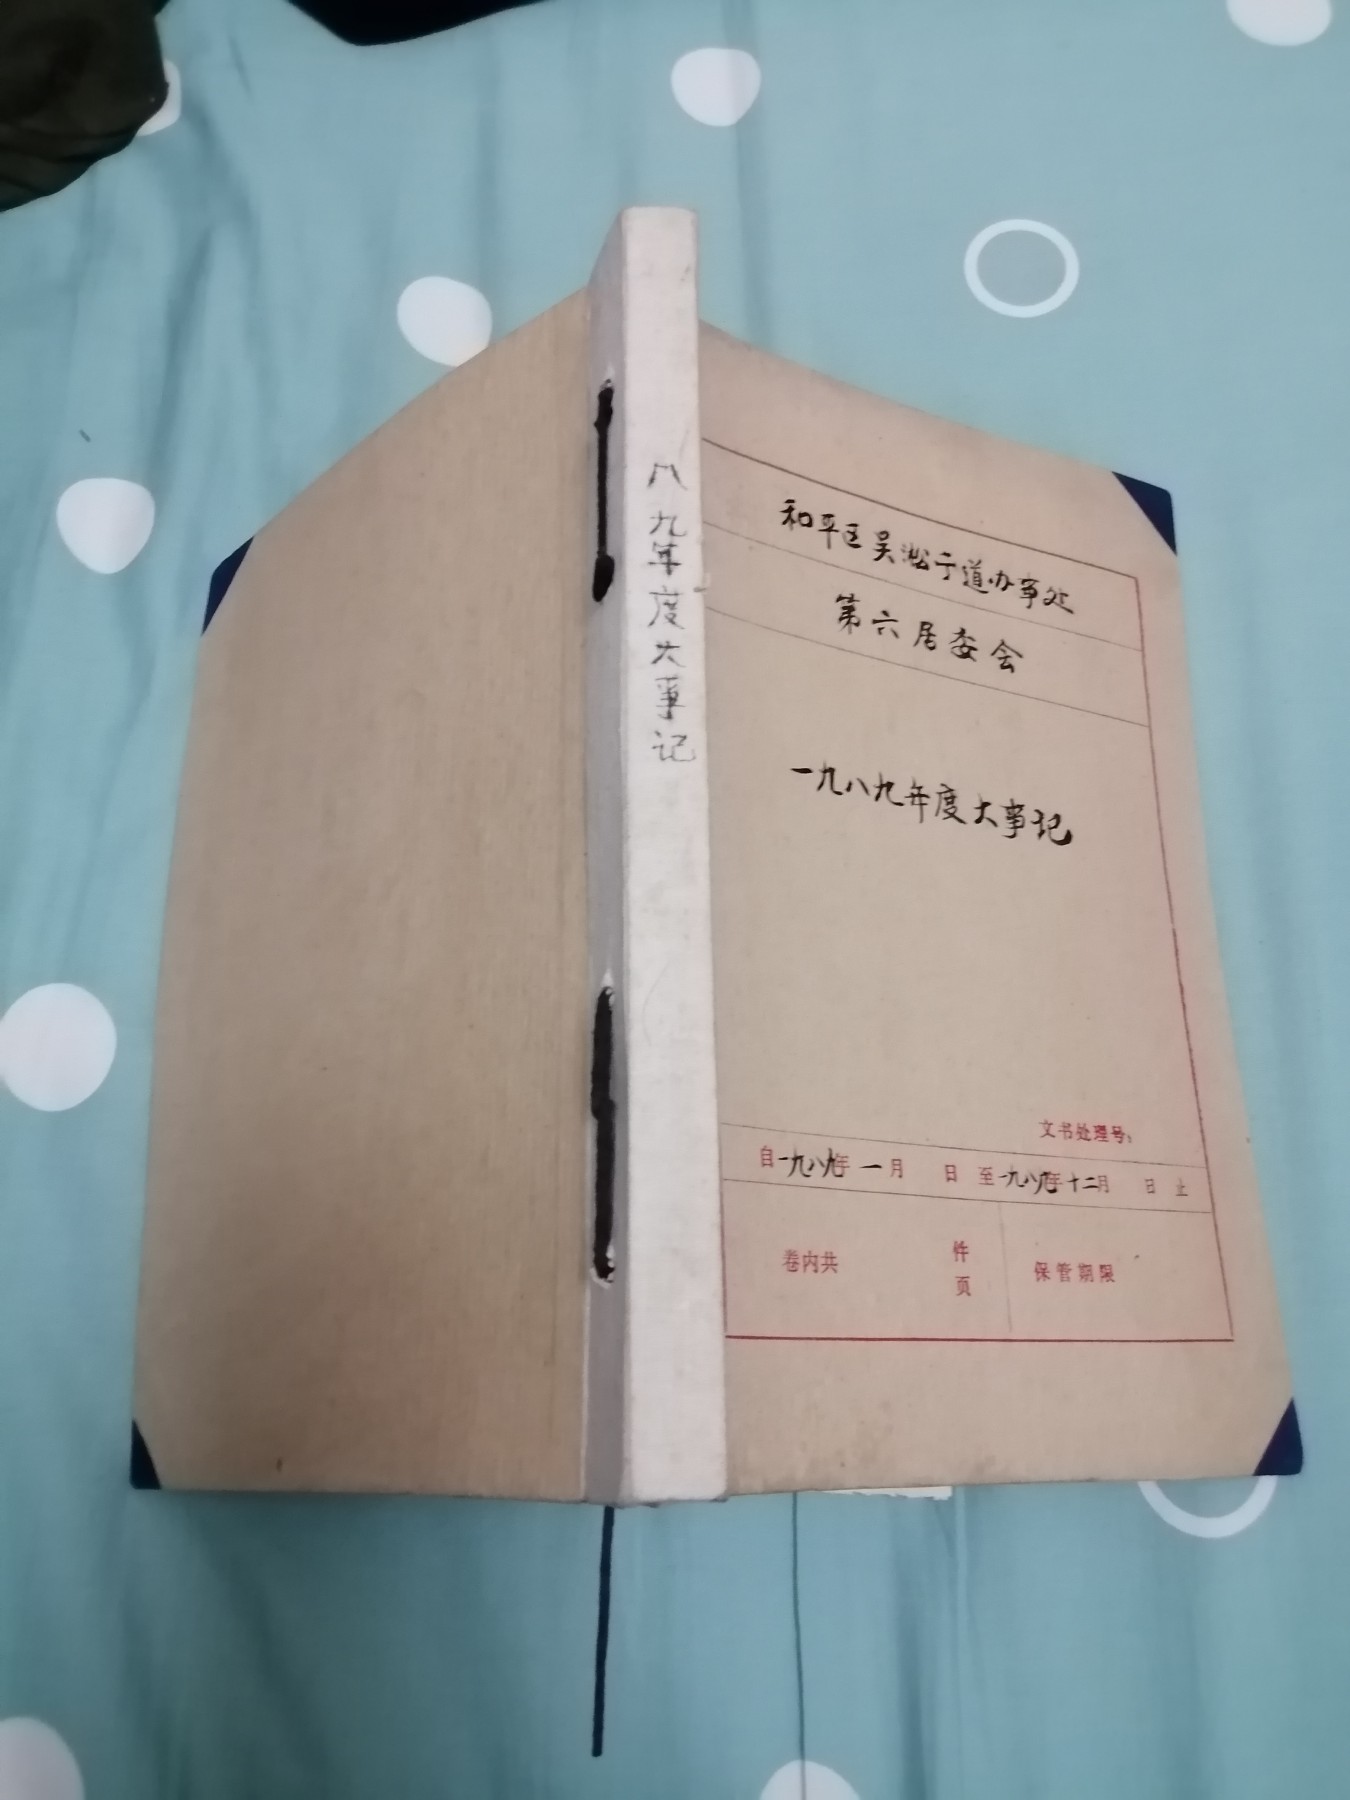 八九年度大事记
和平区吴淞于道办事处
第六居委会
一九八九年度大事记
文书处理号：
自一九八九年一月 日至一九八九年十二月 日止
卷内共 件 页 保管期限